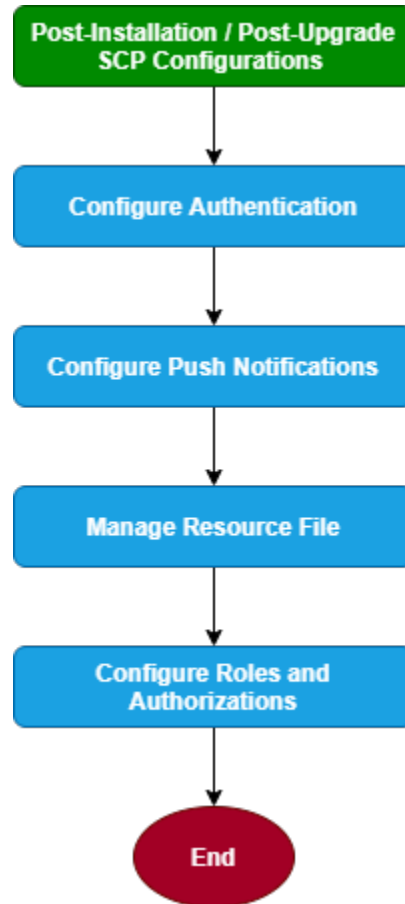 Post-Installation / Post-Upgrade
SCP Configurations
Configure Authentication
Configure Push Notifications
Manage Resource File
Configure Roles and
Authorizations
End